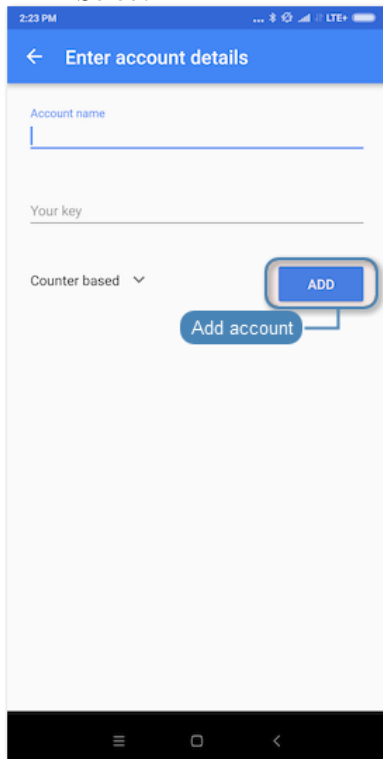 2:23 PM ... LTE+
Enter account details
Account name
Your key
Counter based
ADD
Add account